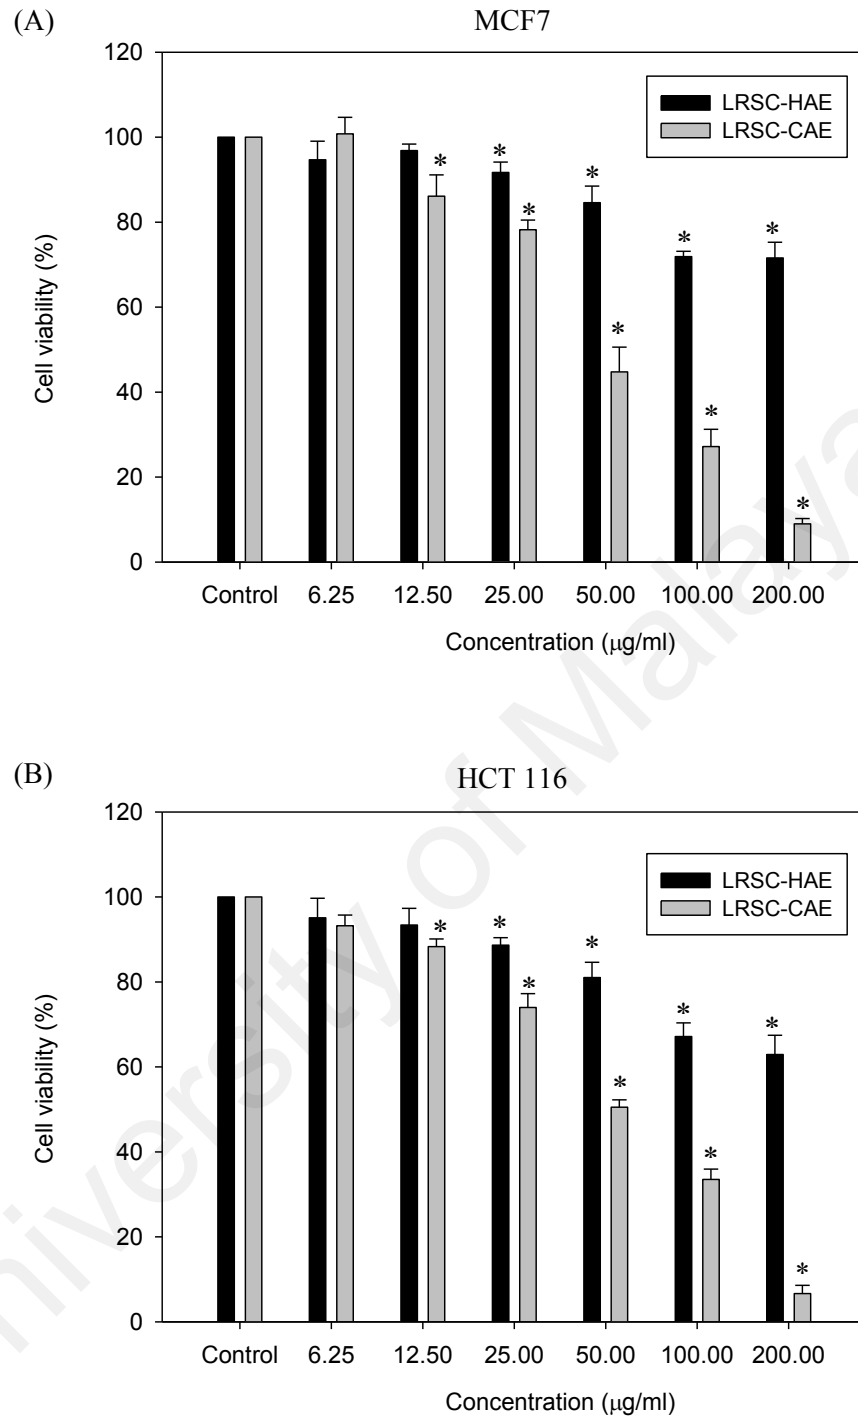 (A)
MCF7
LRSC-HAE
LRSC-CAE
120
100
80
60
40
20
0
Cell viability (%)
* * * * * * * * *
Control 6.25 12.50 25.00 50.00 100.00 200.00
Concentration (µg/ml)
(B)
HCT 116
LRSC-HAE
LRSC-CAE
120
100
80
60
40
20
0
Cell viability (%)
* * * * * * * * *
Control 6.25 12.50 25.00 50.00 100.00 200.00
Concentration (µg/ml)
University of Malaya